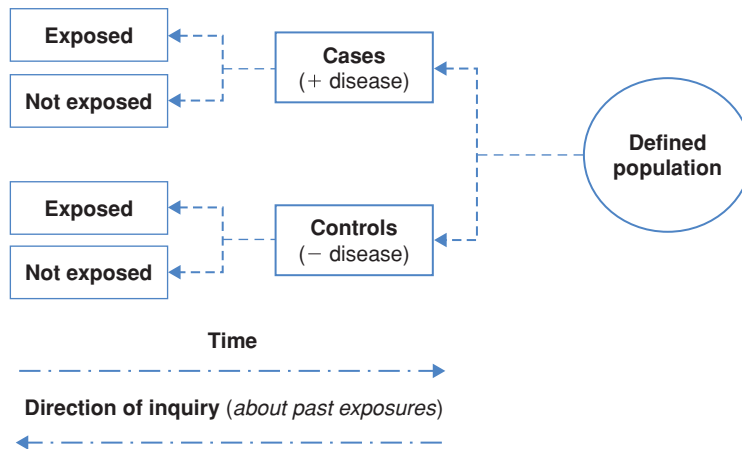 Exposed
Not exposed
Cases
(+ disease)
Defined
population
Exposed
Not exposed
Controls
(− disease)
Time
Direction of inquiry (about past exposures)